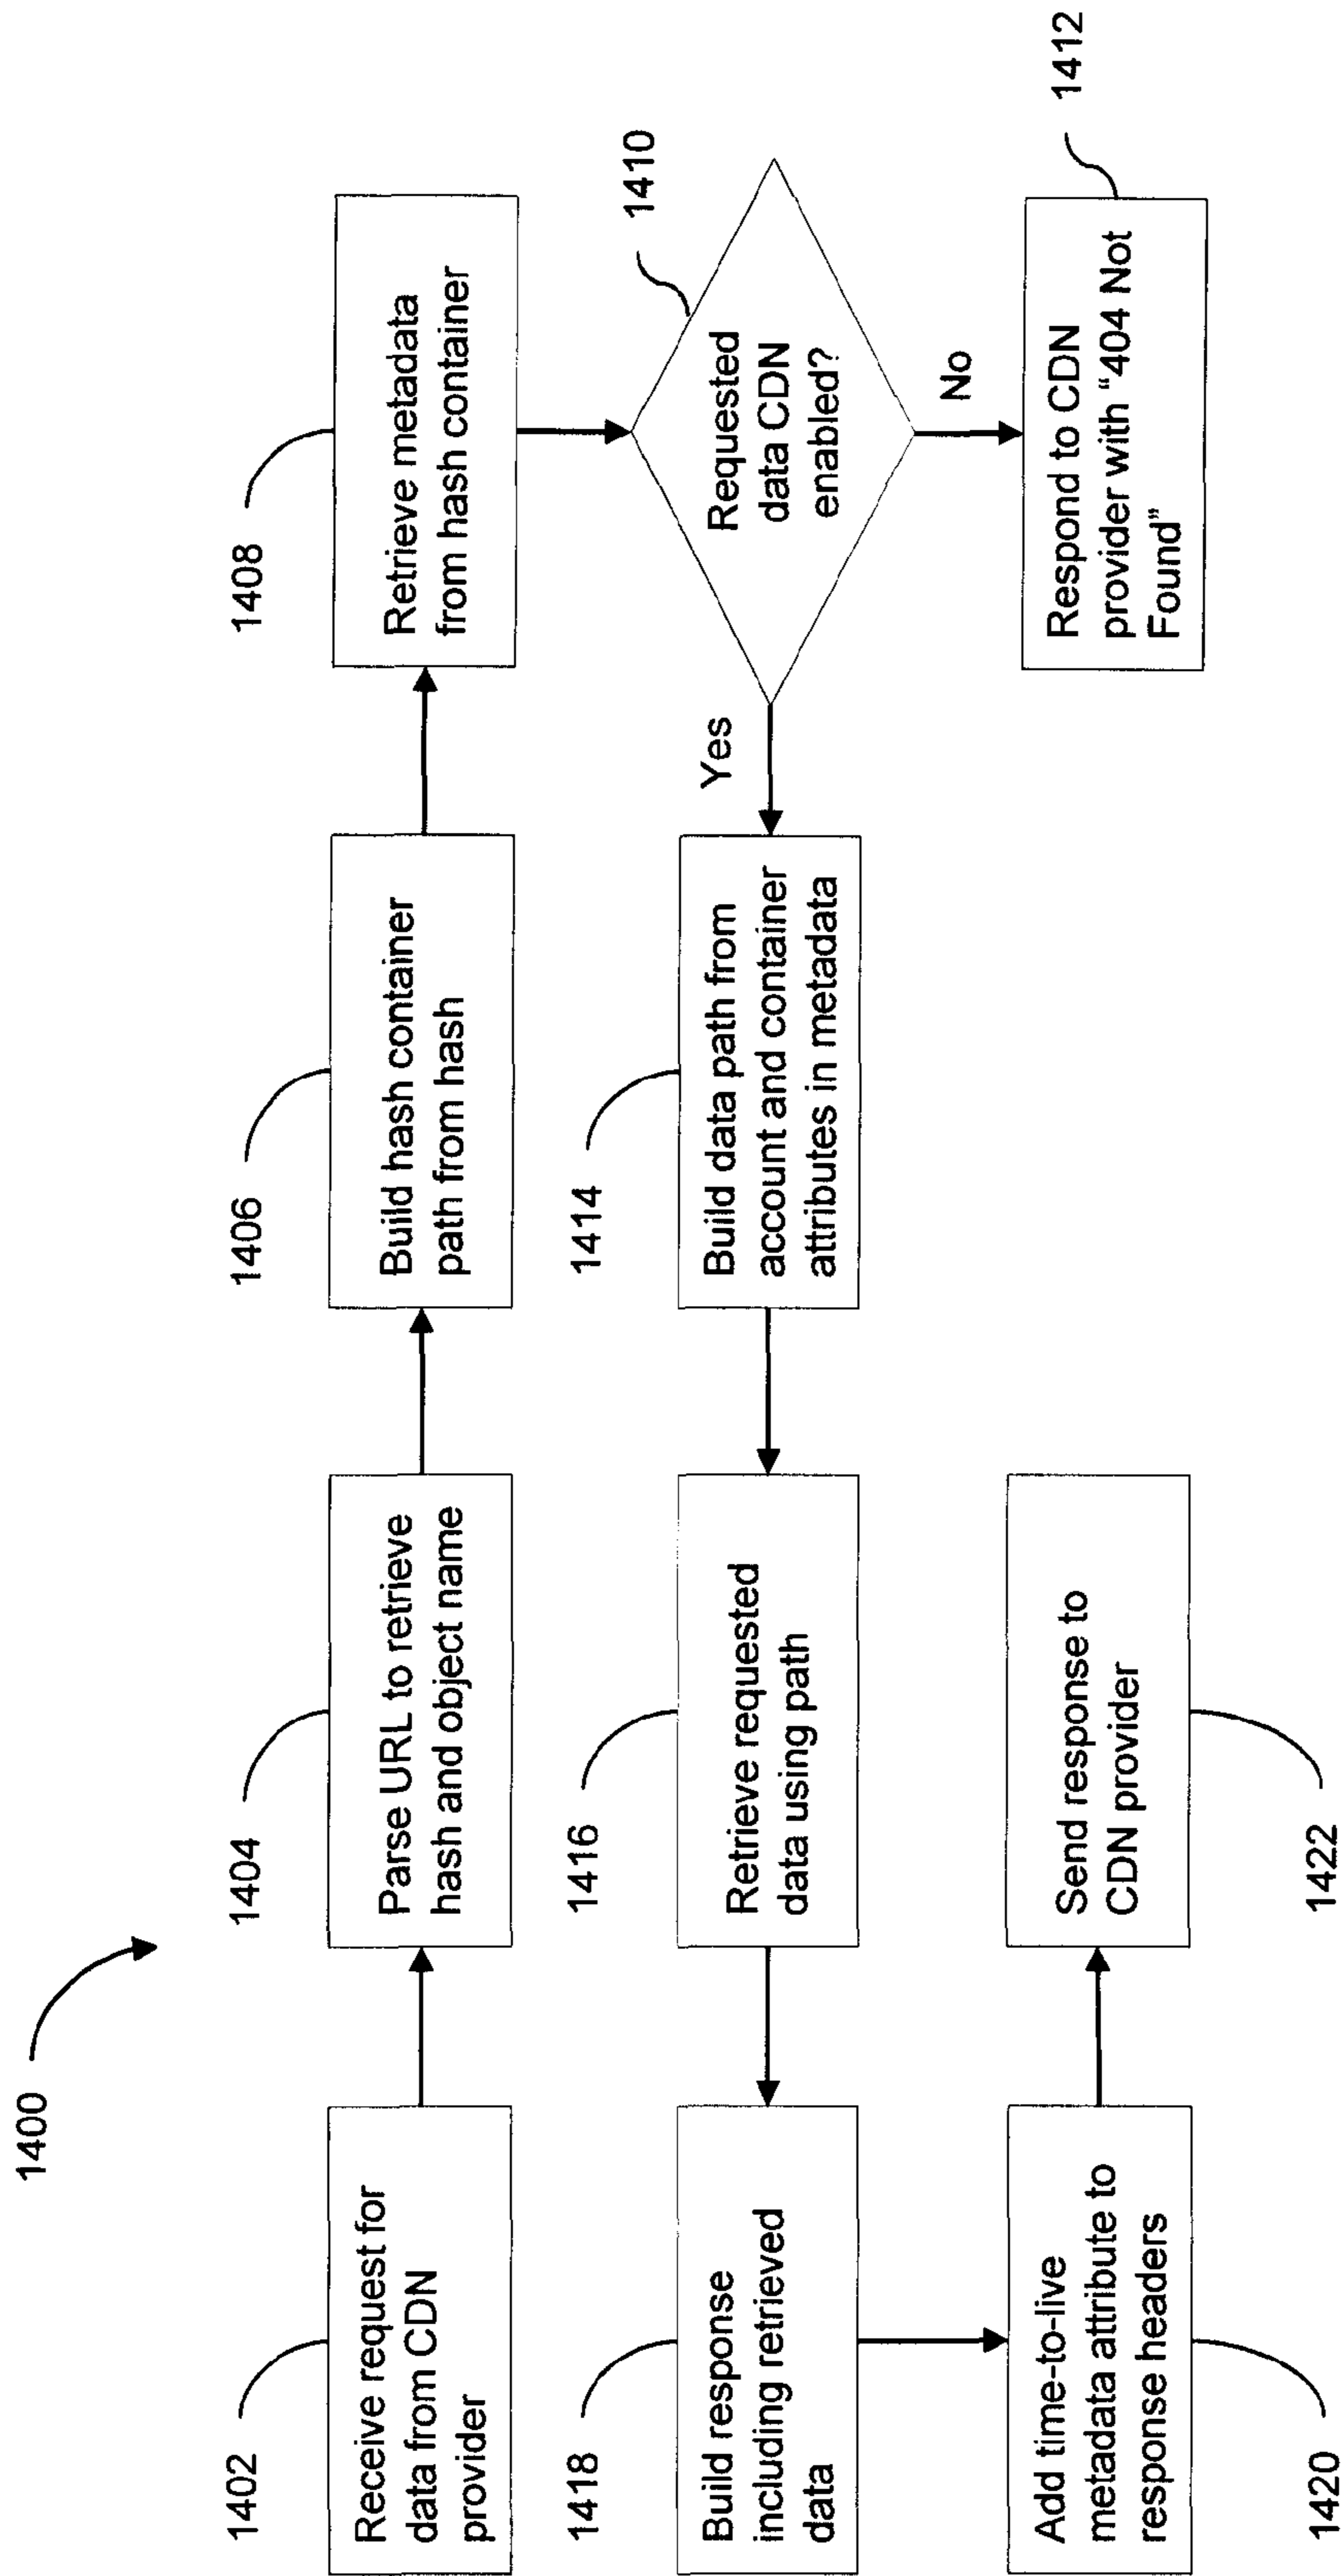 1400
1402
Receive request for
data from CDN
provider
1404
Parse URL to retrieve
hash and object name
1406
Build hash container
path from hash
1408
Retrieve metadata
from hash container
1410
Requested
data CDN
enabled?
No
1412
Respond to CDN
provider with “404 Not
Found”
Yes
1414
Build data path from
account and container
attributes in metadata
1416
Retrieve requested
data using path
1418
Build response
including retrieved
data
1420
Add time-to-live
metadata attribute to
response headers
1422
Send response to
CDN provider